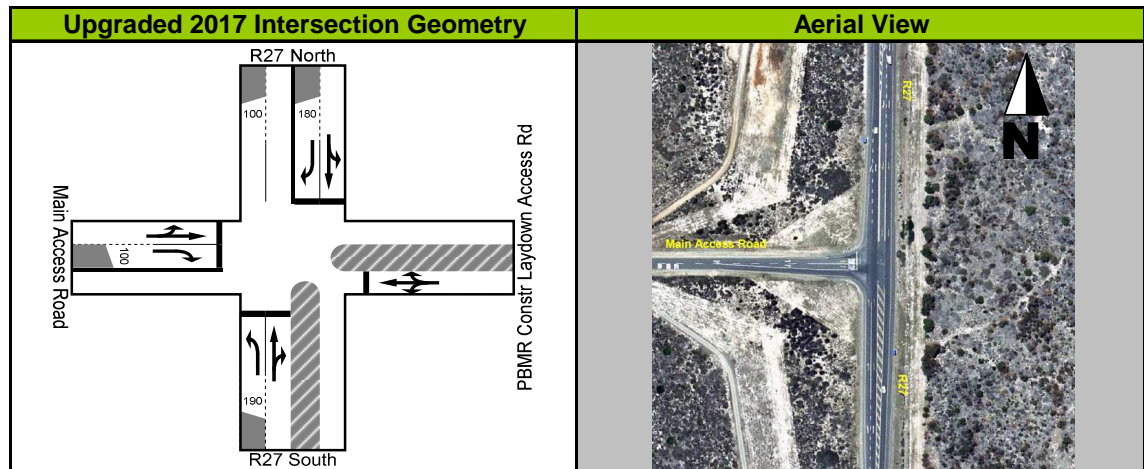 Upgraded 2017 Intersection Geometry
Aerial View
R27 North
100
180
Main Access Road
100
PBMR Constr Laydown Access Rd
190
R27 South
R27
N
Main Access Road
R27